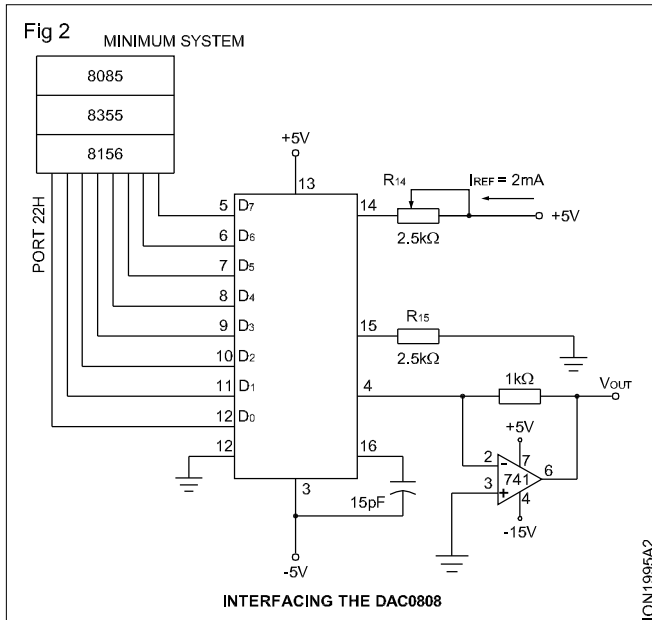 Fig 2
MINIMUM SYSTEM
8085
8355
8156
PORT 22H
+5V
13
5 D7
6 D6
7 D5
8 D4
9 D3
10 D2
11 D1
12 D0
12
3
-5V
14
R14
2.5kΩ
IREF = 2mA
+5V
15
R15
2.5kΩ
4
1kΩ
VOUT
16
15pF
+5V
2 -
7
741
6
3 +
4
-15V
INTERFACING THE DAC0808
ION1995A2